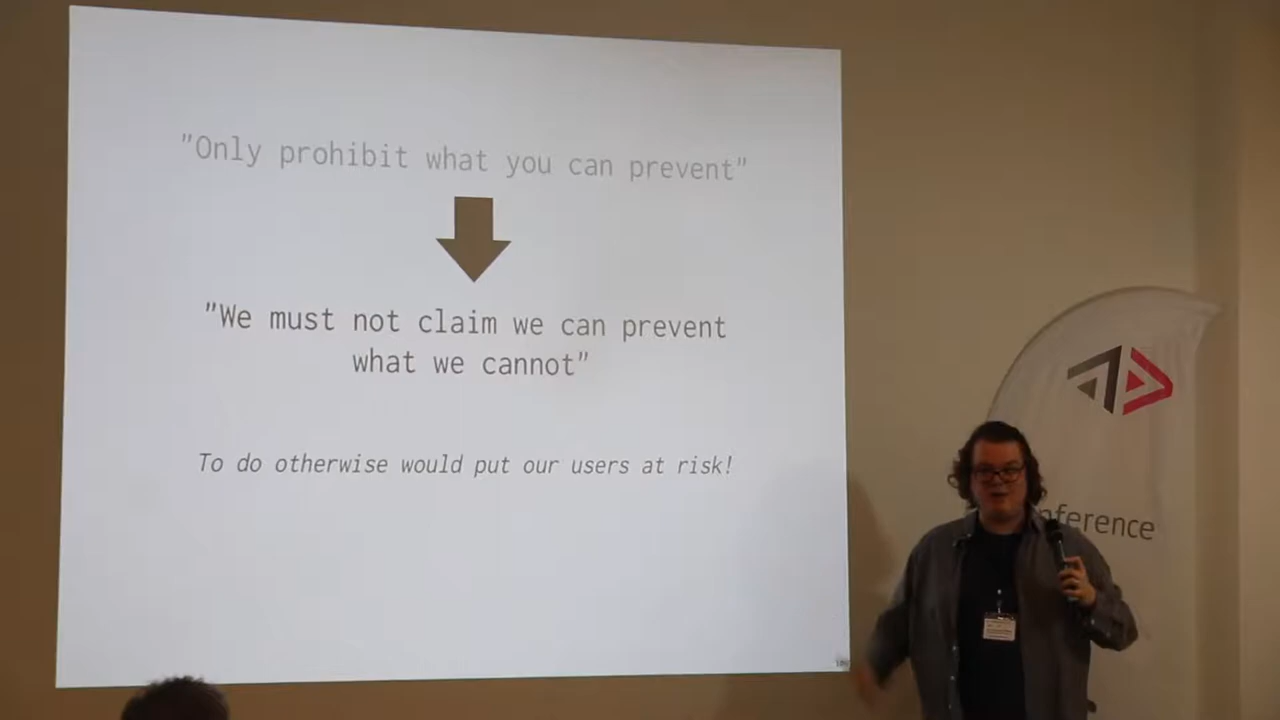 "Only prohibit what you can prevent"
"We must not claim we can prevent
what we cannot"
To do otherwise would put our users at risk!
nference